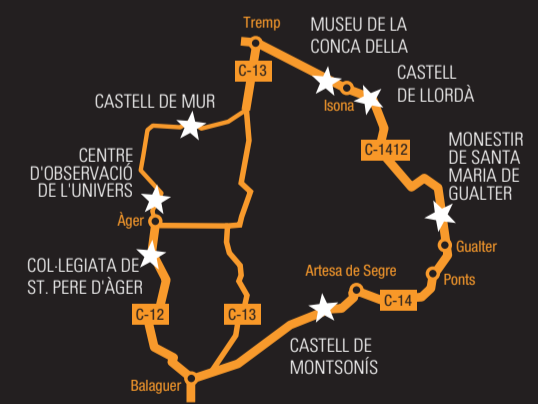 Tremp
MUSEU DE LA
CONCA DELLA
C-13
CASTELL
DE LLORDÀ
Isona
CASTELL DE MUR
C-1412
MONESTIR
DE SANTA
MARIA DE
GUALTER
CENTRE
D'OBSERVACIÓ
DE L'UNIVERS
Àger
Gualter
COL·LEGIATA DE
ST. PERE D'ÀGER
Artesa de Segre
Ponts
C-14
C-12
C-13
CASTELL DE
MONTSONÍS
Balaguer